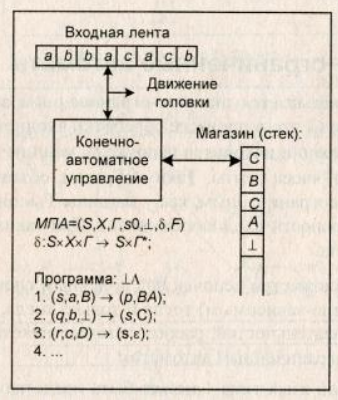 Входная лента
a b b a c a c b
Движение
головки
Конечно-
автоматное
управление
Магазин (стек):
C
B
C
A
⊥
МПА=(S,X,Γ,s0,⊥,δ,F)
δ:S×X×Γ → S×Γ*;
Программа: ⊥Λ
1. (s,a,B) → (p,BA);
2. (q,b,⊥) → (s,C);
3. (r,c,D) → (s,ε);
4. ...